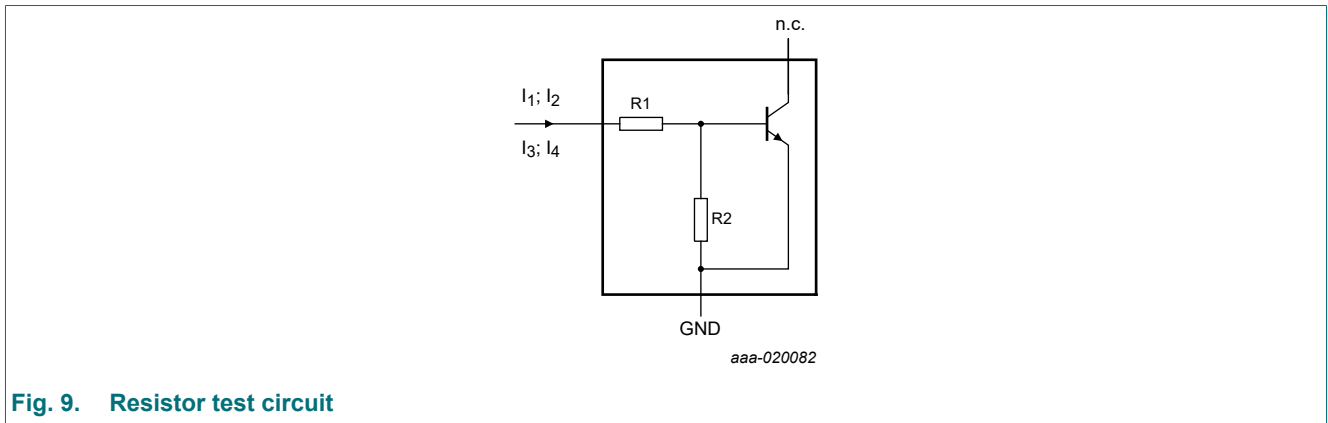 n.c.
I1; I2
R1
I3; I4
R2
GND
aaa-020082
Fig. 9. Resistor test circuit